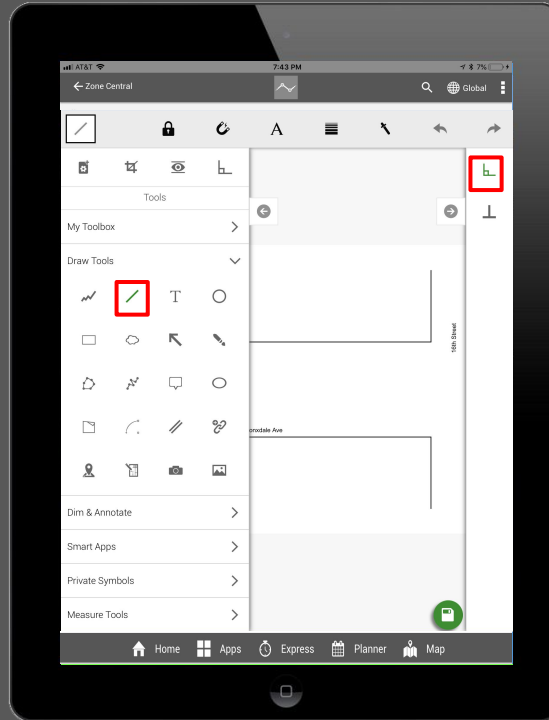 AT&T
7:43 PM
7%
Zone Central
Global
A
Tools
My Toolbox
Draw Tools
T
16th Street
Dim & Annotate
Smart Apps
Private Symbols
Measure Tools
Home Apps Express Planner Map